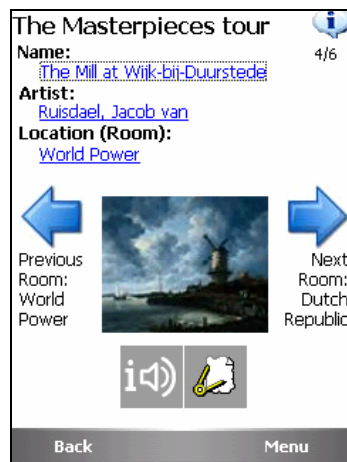 The Masterpieces tour
Name:
4/6
The Mill at Wijk-bij-Duurstede
Artist:
Ruisdael, Jacob van
Location (Room):
World Power
Previous
Room:
World
Power
Next
Room:
Dutch
Republic
i
Back
Menu